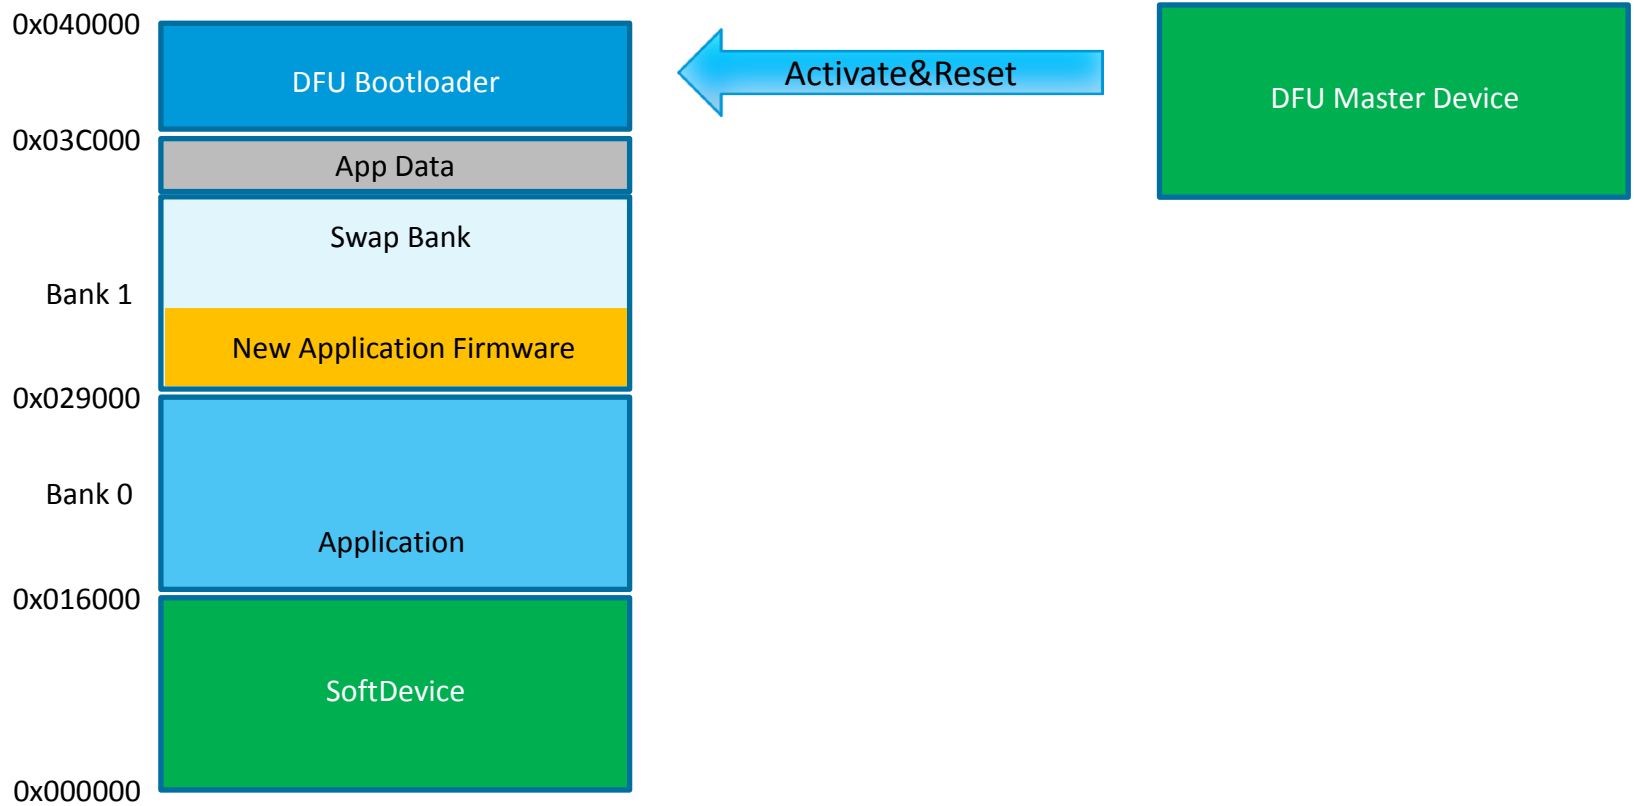 0x040000
DFU Bootloader
Activate&Reset
DFU Master Device
0x03C000
App Data
Swap Bank
Bank 1
New Application Firmware
0x029000
Bank 0
Application
0x016000
SoftDevice
0x000000